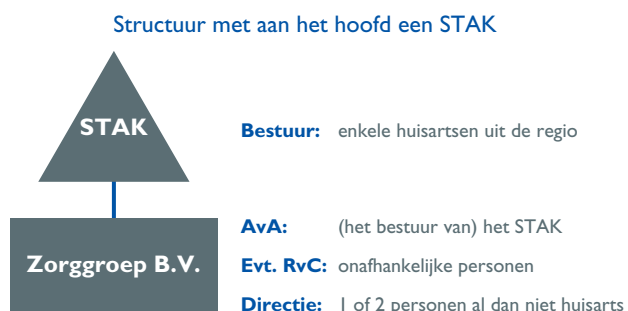 Structuur met aan het hoofd een STAK
STAK
Bestuur: enkele huisartsen uit de regio
AvA: (het bestuur van) het STAK
Zorggroep B.V.
Evt. RvC: onafhankelijke personen
Directie: 1 of 2 personen al dan niet huisarts